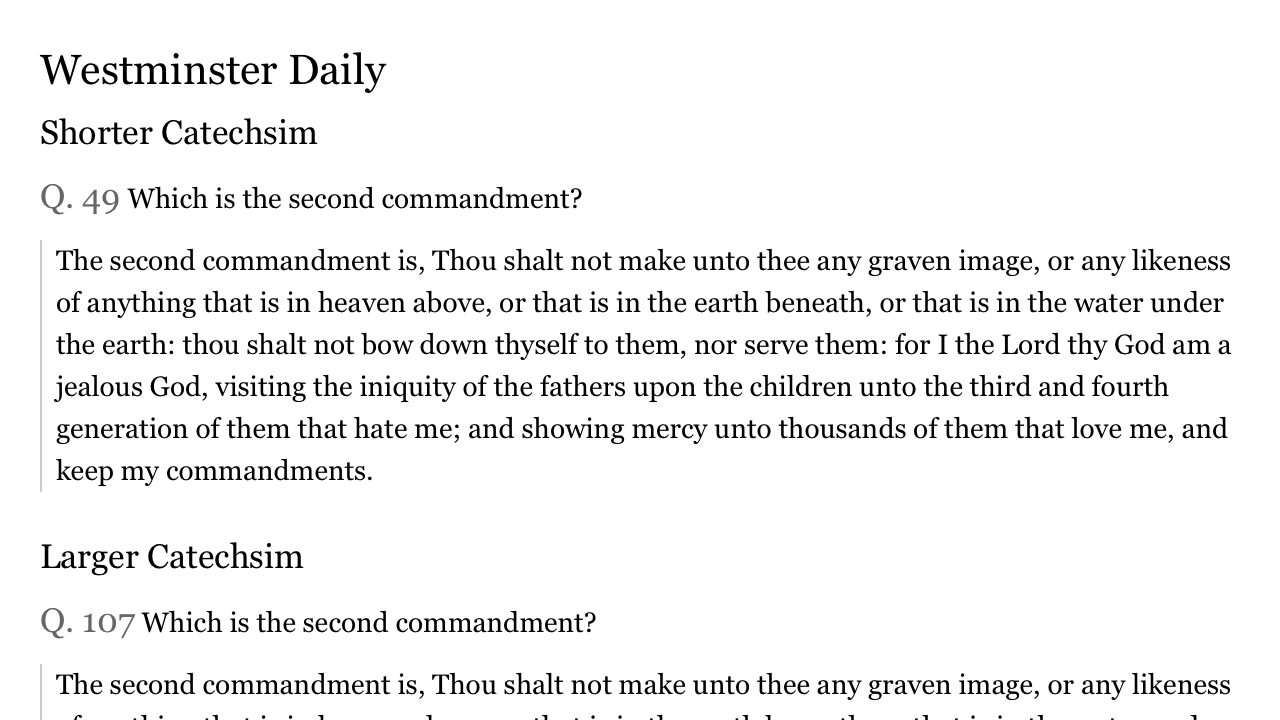 Westminster Daily
Shorter Catechsim
Q. 49 Which is the second commandment?
The second commandment is, Thou shalt not make unto thee any graven image, or any likeness
of anything that is in heaven above, or that is in the earth beneath, or that is in the water under
the earth: thou shalt not bow down thyself to them, nor serve them: for I the Lord thy God am a
jealous God, visiting the iniquity of the fathers upon the children unto the third and fourth
generation of them that hate me; and showing mercy unto thousands of them that love me, and
keep my commandments.
Larger Catechsim
Q. 107 Which is the second commandment?
The second commandment is, Thou shalt not make unto thee any graven image, or any likeness